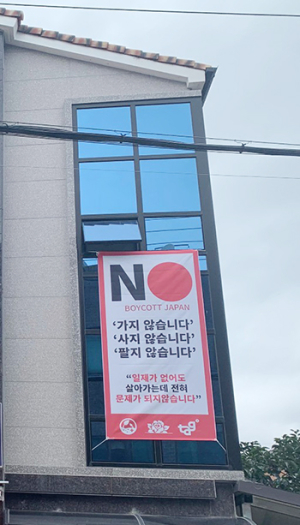 NO
BOYCOTT JAPAN
‘가지 않습니다’
‘사지 않습니다’
‘팔지 않습니다’
“일제가 없어도
살아가는데 전혀
문제가 되지않습니다”